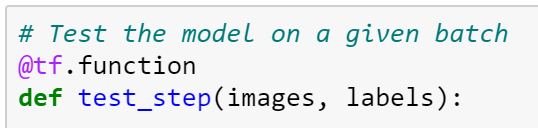 # Test the model on a given batch
@tf.function
def test_step(images, labels):